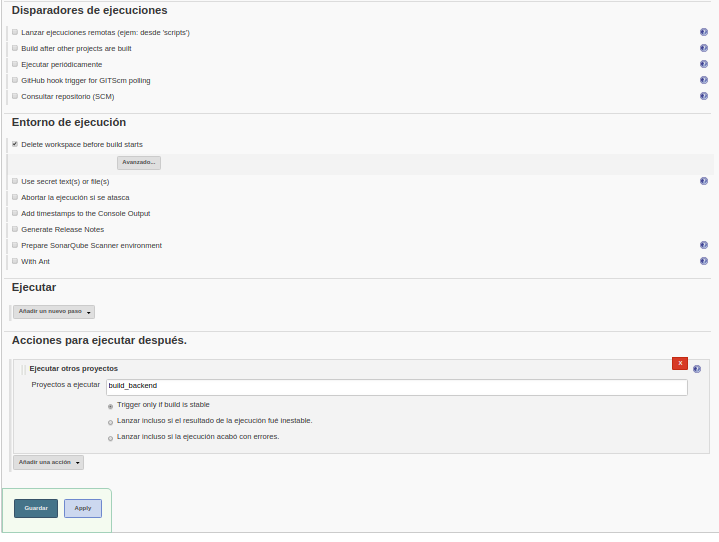 Disparadores de ejecuciones
Lanzar ejecuciones remotas (ejem: desde 'scripts')
Build after other projects are built
Ejecutar periódicamente
GitHub hook trigger for GITScm polling
Consultar repositorio (SCM)
Entorno de ejecución
Delete workspace before build starts
Avanzado...
Use secret text(s) or file(s)
Abortar la ejecución si se atasca
Add timestamps to the Console Output
Generate Release Notes
Prepare SonarQube Scanner environment
With Ant
Ejecutar
Añadir un nuevo paso
Acciones para ejecutar después.
X
Ejecutar otros proyectos
Proyectos a ejecutar build_backend
Trigger only if build is stable
Lanzar incluso si el resultado de la ejecución fué inestable.
Lanzar incluso si la ejecución acabó con errores.
Añadir una acción
Guardar Apply